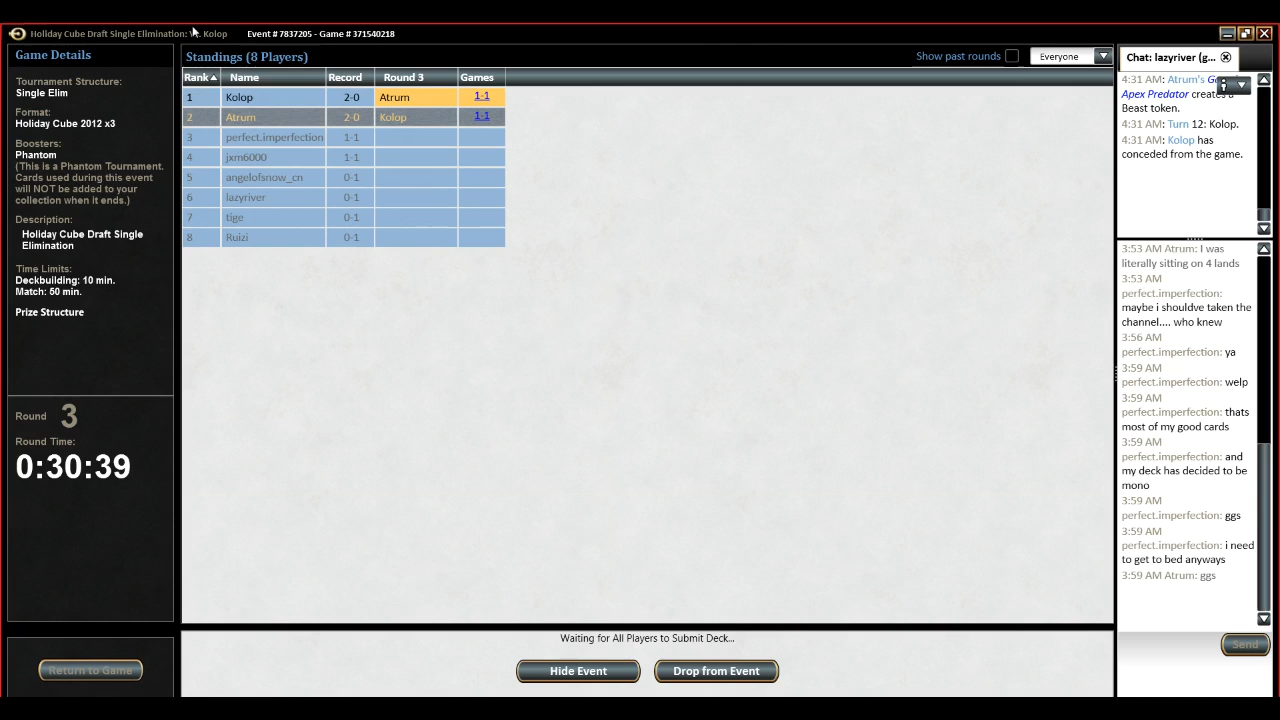 Holiday Cube Draft Single Elimination: Vs. Kolop Event # 7837205 - Game # 371540218
Game Details
Tournament Structure:
Single Elim
Format:
Holiday Cube 2012 x3
Boosters:
Phantom
(This is a Phantom Tournament.
Cards used during this event
will NOT be added to your
collection when it ends.)
Description:
Holiday Cube Draft Single
Elimination
Time Limits:
Deckbuilding: 10 min.
Match: 50 min.
Prize Structure
Round 3
Round Time:
0:30:39
Return to Game
Standings (8 Players)
Show past rounds
Everyone
Rank Name Record Round 3 Games
1 Kolop 2-0 Atrum 1-1
2 Atrum 2-0 Kolop 1-1
3 perfect.imperfection 1-1
4 jxm6000 1-1
5 angelofsnow_cn 0-1
6 lazyriver 0-1
7 tige 0-1
8 Ruizi 0-1
Waiting for All Players to Submit Deck...
Hide Event
Drop from Event
Chat: lazyriver (g...
4:31 AM: Atrum's
Apex Predator creates a
Beast token.
4:31 AM: Turn 12: Kolop.
4:31 AM: Kolop has
conceded from the game.
3:53 AM Atrum: I was
literally sitting on 4 lands
3:53 AM
perfect.imperfection:
maybe i shouldve taken the
channel.... who knew
3:56 AM
perfect.imperfection: ya
3:59 AM
perfect.imperfection: welp
3:59 AM
perfect.imperfection: thats
most of my good cards
3:59 AM
perfect.imperfection: and
my deck has decided to be
mono
3:59 AM
perfect.imperfection: ggs
3:59 AM
perfect.imperfection: i need
to get to bed anyways
3:59 AM Atrum: ggs
Send